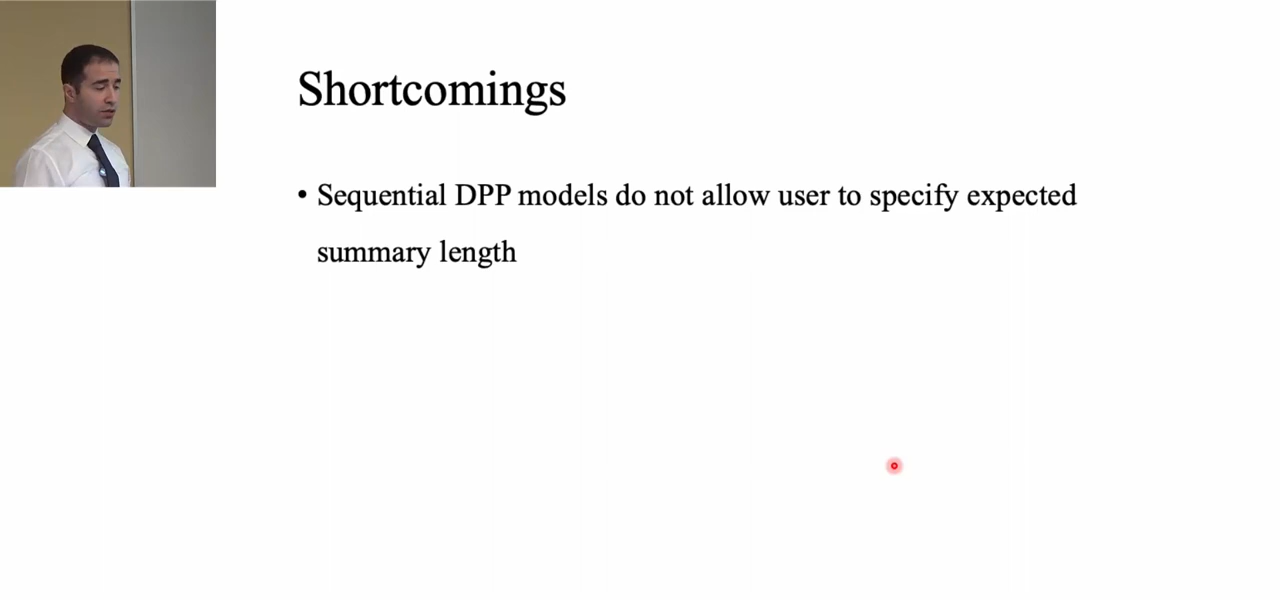 Shortcomings
• Sequential DPP models do not allow user to specify expected
summary length